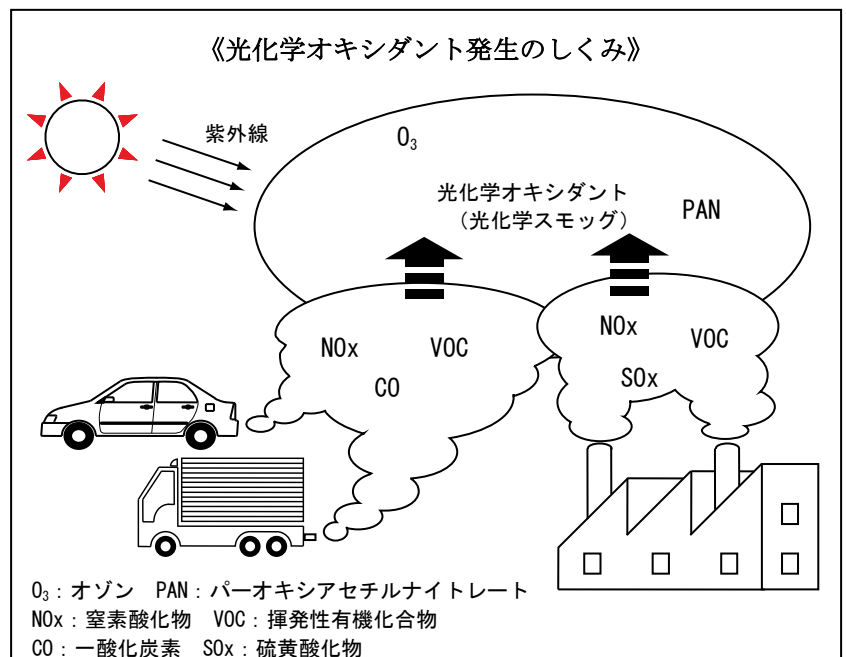 《光化学オキシダント発生のしくみ》
紫外線
O₃
光化学オキシダント
（光化学スモッグ）
PAN
NOx
VOC
CO
NOx
VOC
SOx
O₃：オゾン　PAN：パーオキシアセチルナイトレート
NOx：窒素酸化物　VOC：揮発性有機化合物
CO：一酸化炭素　SOx：硫黄酸化物